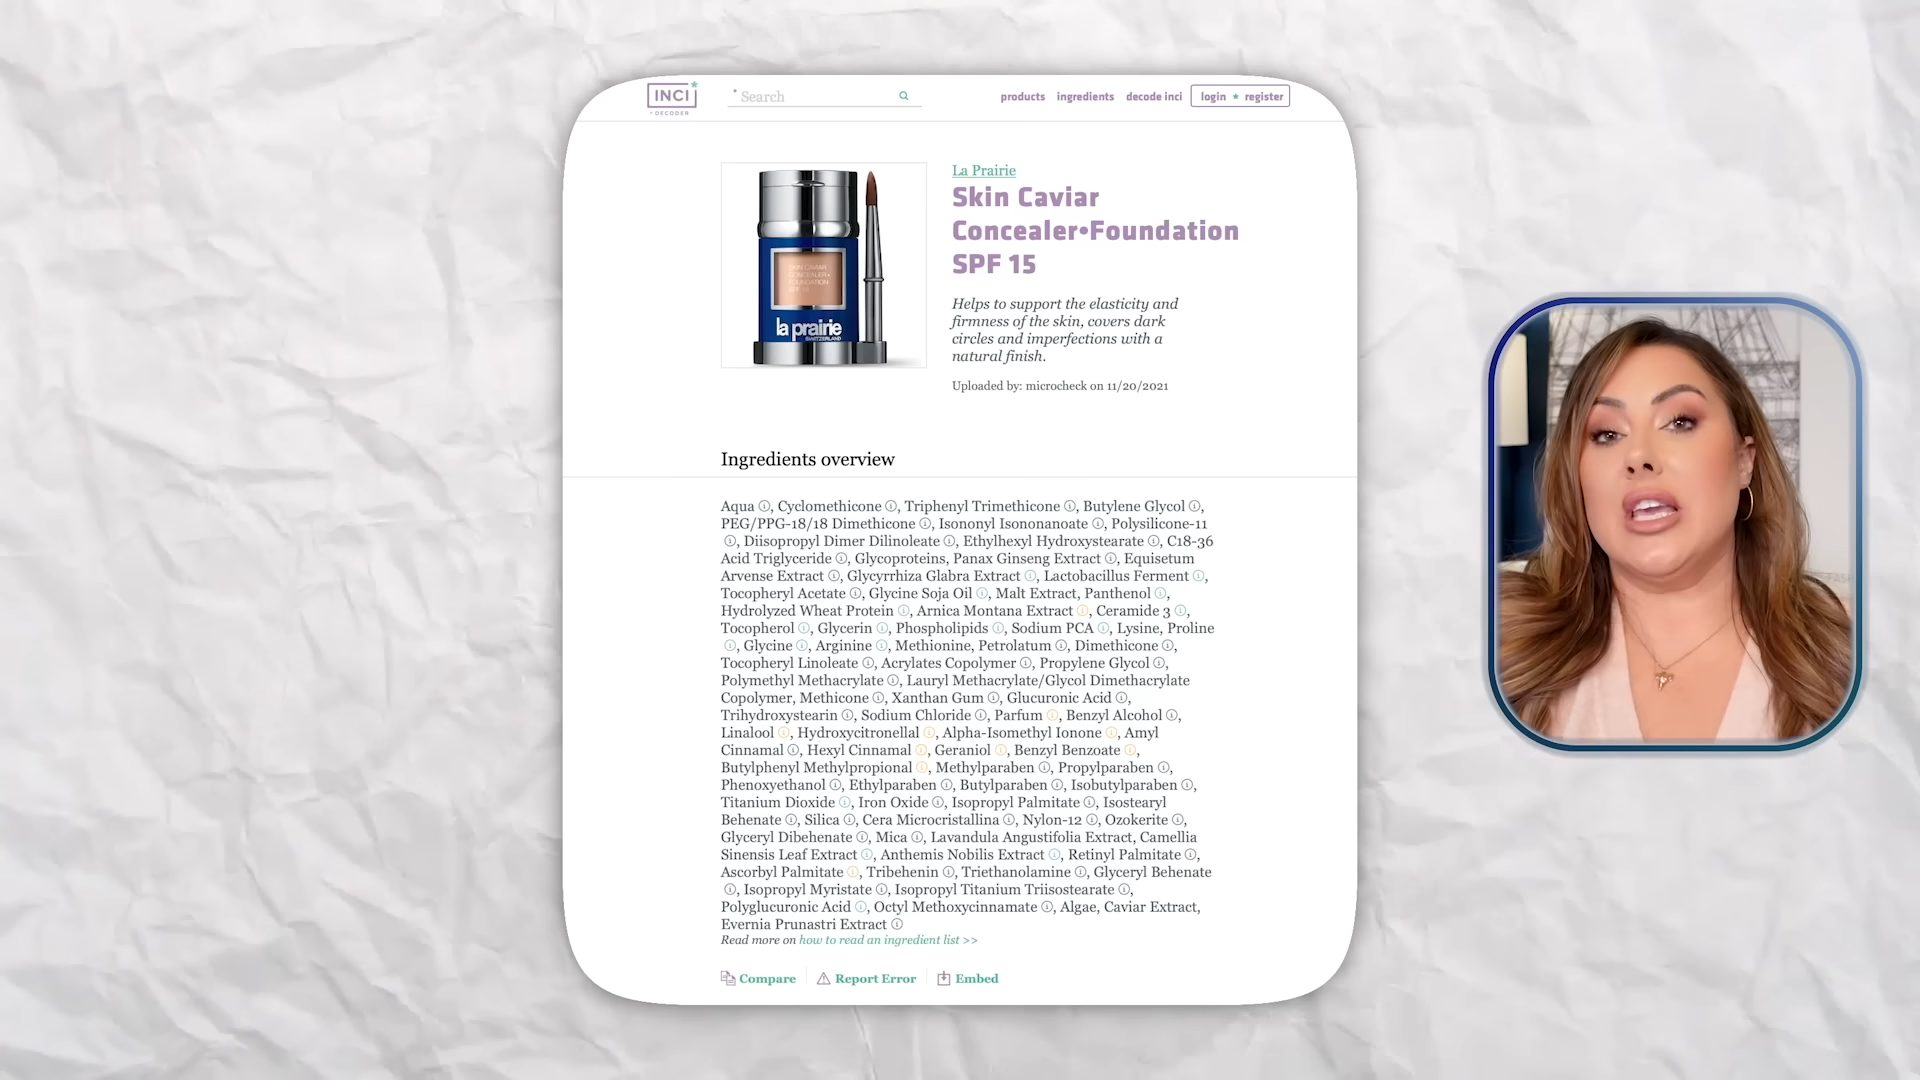 INCI
DECODER
Search
products ingredients decode inci login * register
La Prairie
Skin Caviar
Concealer•Foundation
SPF 15
SKIN CAVIAR
CONCEALER•
FOUNDATION
la prairie
SWITZERLAND
Helps to support the elasticity and
firmness of the skin, covers dark
circles and imperfections with a
natural finish.
Uploaded by: microcheck on 11/20/2021
Ingredients overview
Aqua, Cyclomethicone, Triphenyl Trimethicone, Butylene Glycol,
PEG/PPG-18/18 Dimethicone, Isononyl Isononanoate, Polysilicone-11
, Diisopropyl Dimer Dilinoleate, Ethylhexyl Hydroxystearate, C18-36
Acid Triglyceride, Glycoproteins, Panax Ginseng Extract, Equisetum
Arvense Extract, Glycyrrhiza Glabra Extract, Lactobacillus Ferment,
Tocopheryl Acetate, Glycine Soja Oil, Malt Extract, Panthenol,
Hydrolyzed Wheat Protein, Arnica Montana Extract, Ceramide 3,
Tocopherol, Glycerin, Phospholipids, Sodium PCA, Lysine, Proline
, Glycine, Arginine, Methionine, Petrolatum, Dimethicone,
Tocopheryl Linoleate, Acrylates Copolymer, Propylene Glycol,
Polymethyl Methacrylate, Lauryl Methacrylate/Glycol Dimethacrylate
Copolymer, Methicone, Xanthan Gum, Glucuronic Acid,
Trihydroxystearin, Sodium Chloride, Parfum, Benzyl Alcohol,
Linalool, Hydroxycitronellal, Alpha-Isomethyl Ionone, Amyl
Cinnamal, Hexyl Cinnamal, Geraniol, Benzyl Benzoate,
Butylphenyl Methylpropional, Methylparaben, Propylparaben,
Phenoxyethanol, Ethylparaben, Butylparaben, Isobutylparaben,
Titanium Dioxide, Iron Oxide, Isopropyl Palmitate, Isostearyl
Behenate, Silica, Cera Microcristallina, Nylon-12, Ozokerite,
Glyceryl Dibehenate, Mica, Lavandula Angustifolia Extract, Camellia
Sinensis Leaf Extract, Anthemis Nobilis Extract, Retinyl Palmitate,
Ascorbyl Palmitate, Tribehenin, Triethanolamine, Glyceryl Behenate
, Isopropyl Myristate, Isopropyl Titanium Triisostearate,
Polyglucuronic Acid, Octyl Methoxycinnamate, Algae, Caviar Extract,
Evernia Prunastri Extract
Read more on how to read an ingredient list >>
Compare Report Error Embed